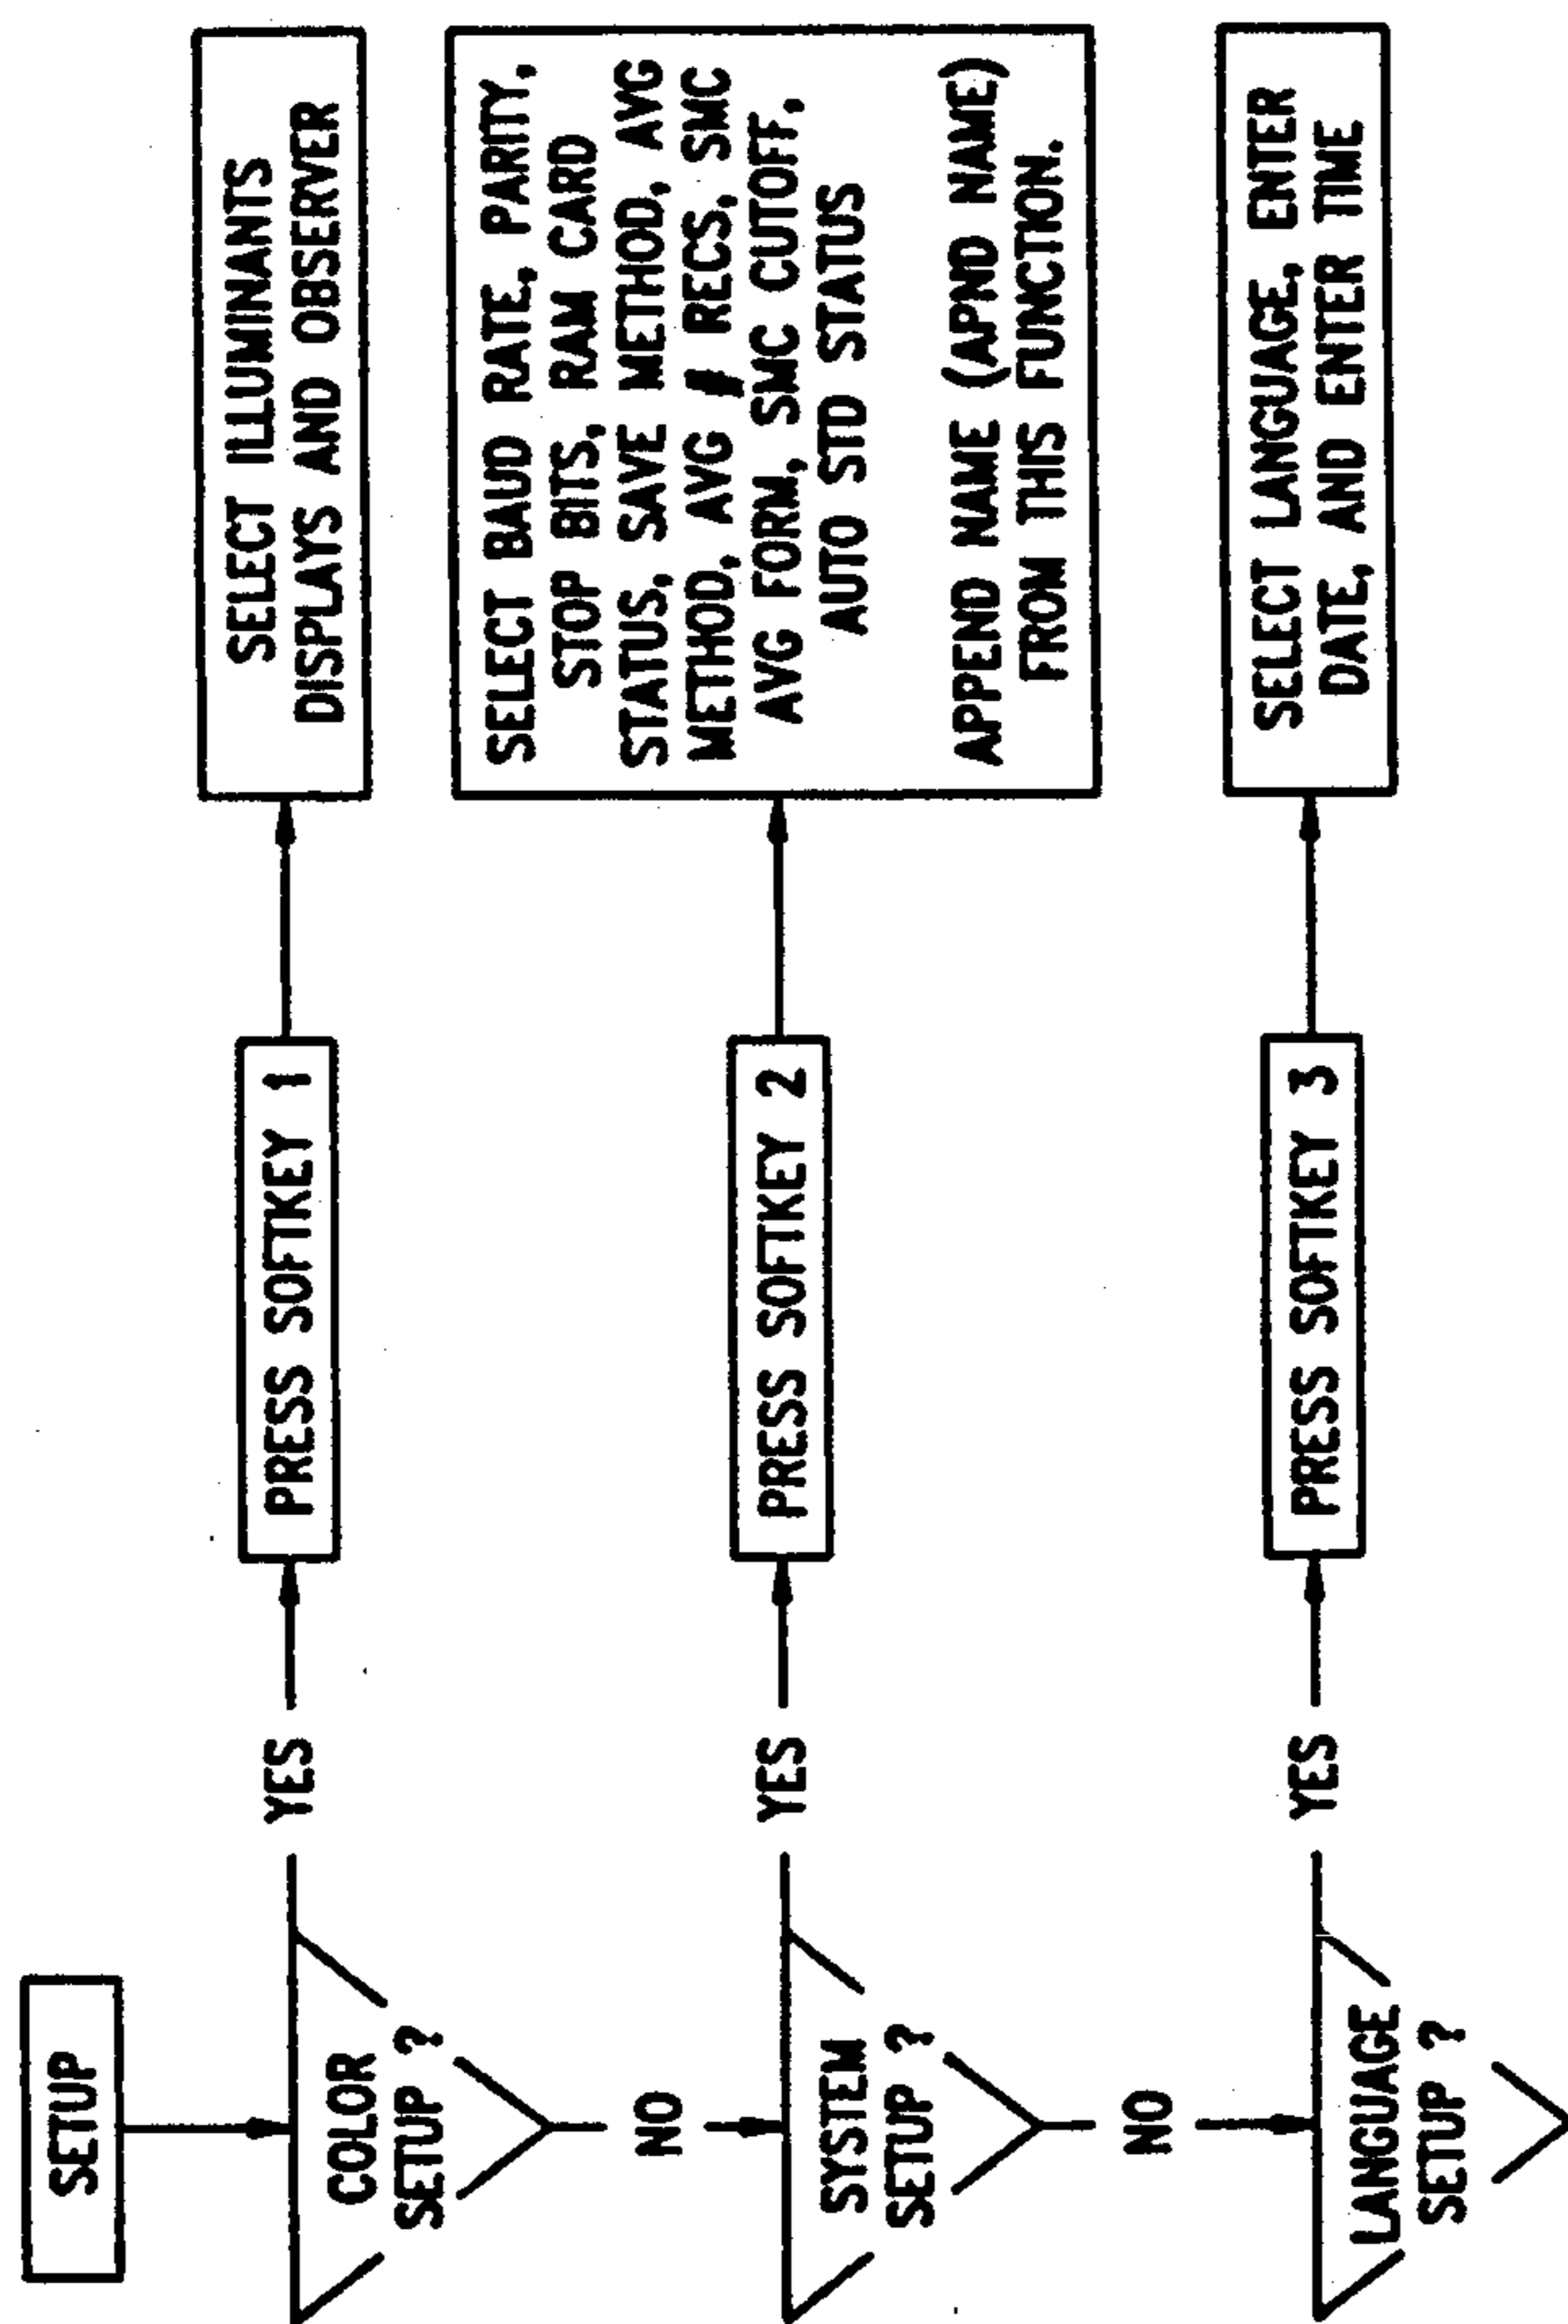 SETUP
COLOR
SETUP ?
YES
PRESS SOFTKEY 1
SELECT ILLUMINANTS
DISPLAYS AND OBSERVER
NO
SYSTEM
SETUP ?
YES
PRESS SOFTKEY 2
SELECT BAUD RATE, PARITY,
STOP BITS, RAM CARD
STATUS, SAVE METHOD, AVG
METHOD, AVG # RECS, SMC
AVG FORM, SMC CUTOFF,
AUTO STD STATUS
APPEND NAME (APND NAME)
FROM THIS FUNCTION.
NO
LANGUAGE
SETUP ?
YES
PRESS SOFTKEY 3
SELECT LANGUAGE, ENTER
DATE, AND ENTER TIME